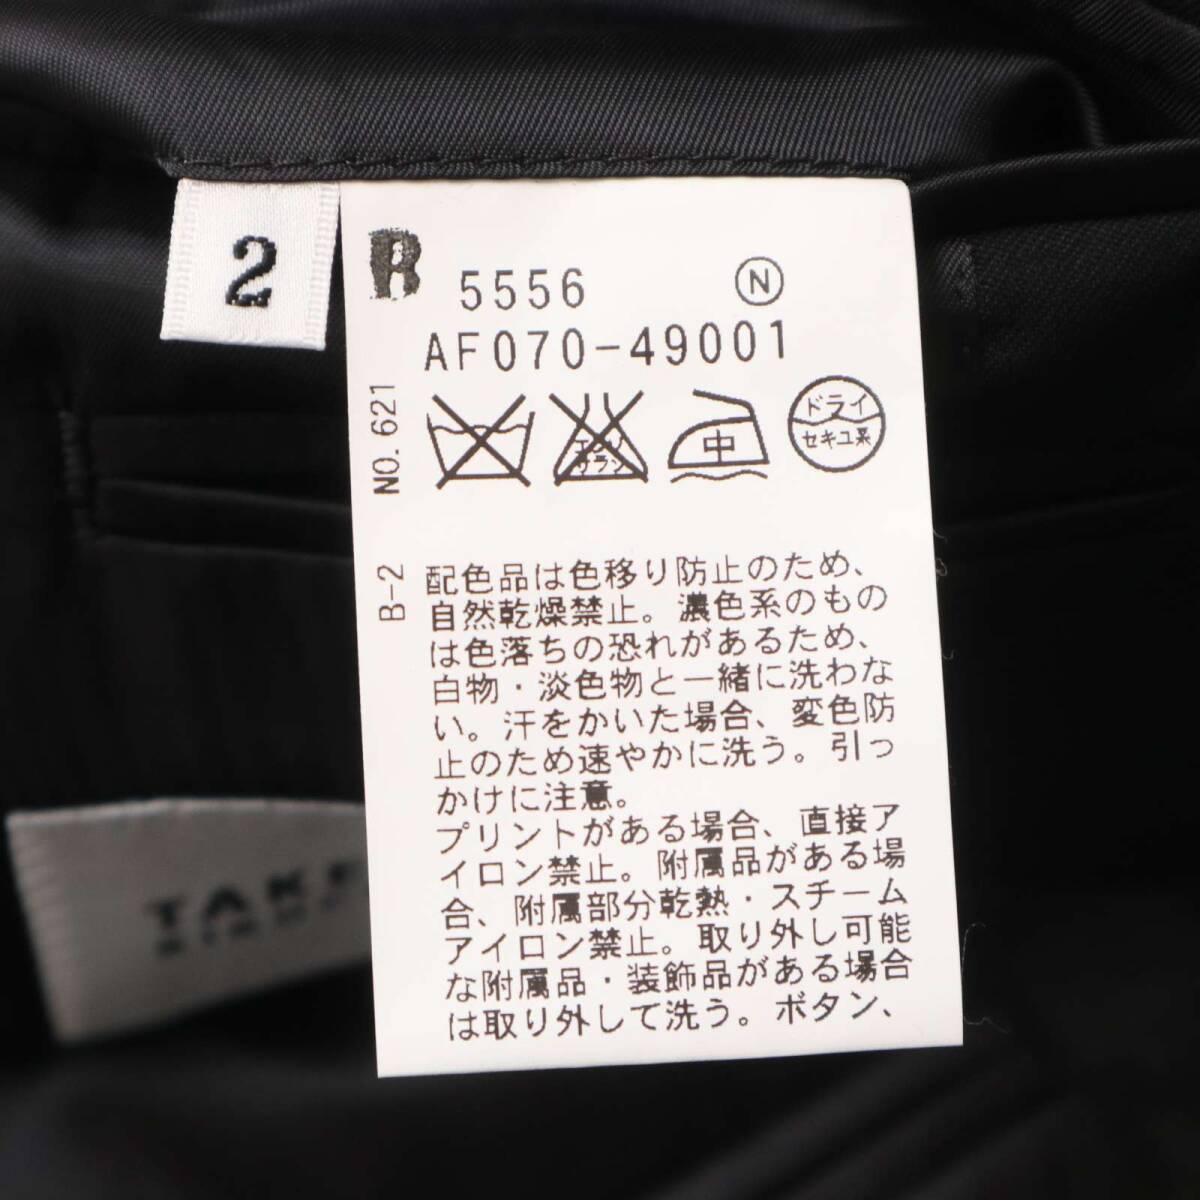 2
R
5556 N
AF070-49001
NO. 621
エンソ
サラシ
中
ドライ
セキユ系
B-2
配色品は色移り防止のため、
自然乾燥禁止。濃色系のもの
は色落ちの恐れがあるため、
白物・淡色物と一緒に洗わな
い。汗をかいた場合、変色防
止のため速やかに洗う。引っ
かけに注意。
プリントがある場合、直接ア
イロン禁止。附属品がある場
合、附属部分乾熱・スチーム
アイロン禁止。取り外し可能
な附属品・装飾品がある場合
は取り外して洗う。ボタン、
TAKE